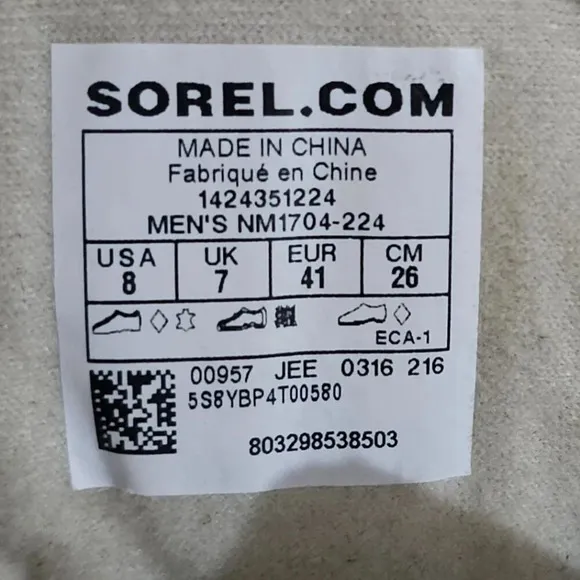 SOREL.COM
MADE IN CHINA
Fabriqué en Chine
1424351224
MEN'S NM1704-224
USA UK EUR CM
8 7 41 26
ECA-1
00957 JEE 0316 216
5S8YBP4T00580
803298538503